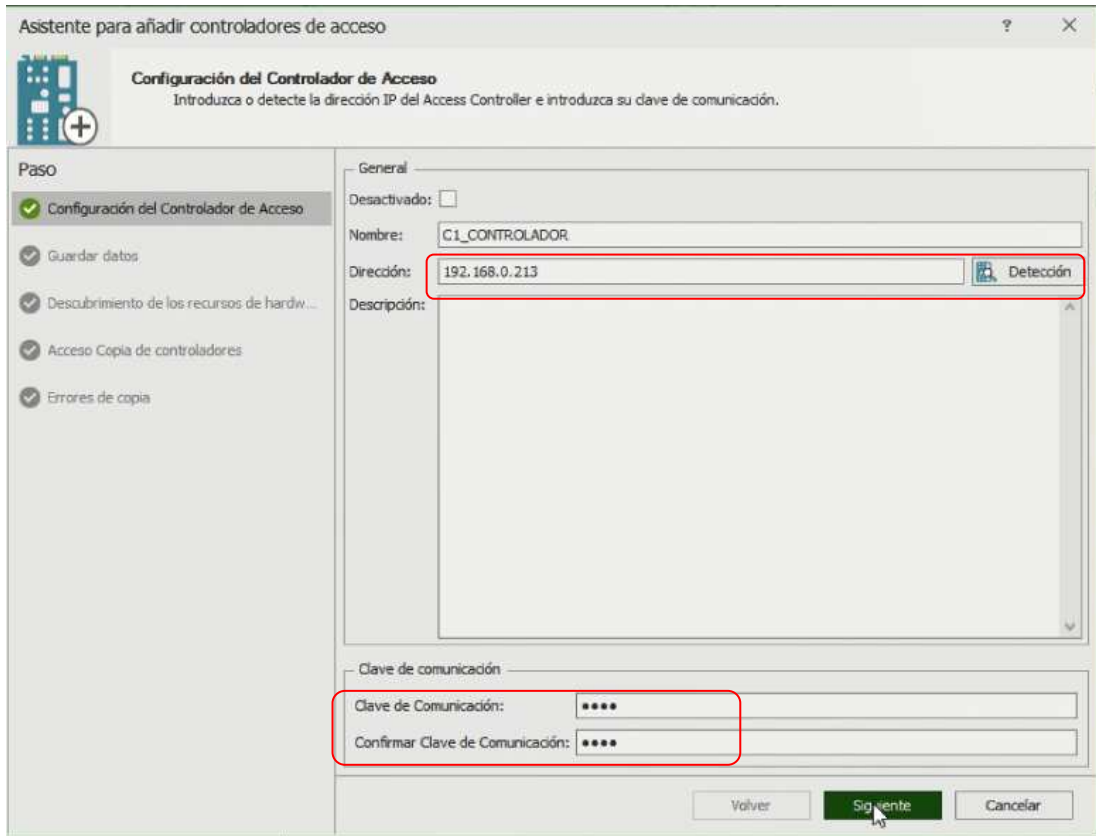 Asistente para añadir controladores de acceso
?
Configuración del Controlador de Acceso
Introduzca o detecte la dirección IP del Access Controller e introduzca su clave de comunicación.
Paso
Configuración del Controlador de Acceso
Guardar datos
Descubrimiento de los recursos de hardw...
Acceso Copia de controladores
Errores de copia
General
Desactivado:
Nombre: C1_CONTROLADOR
Dirección: 192.168.0.213 Detección
Descripción:
Clave de comunicación
Clave de Comunicación: ••••
Confirmar Clave de Comunicación: ••••
Volver Siguiente Cancelar